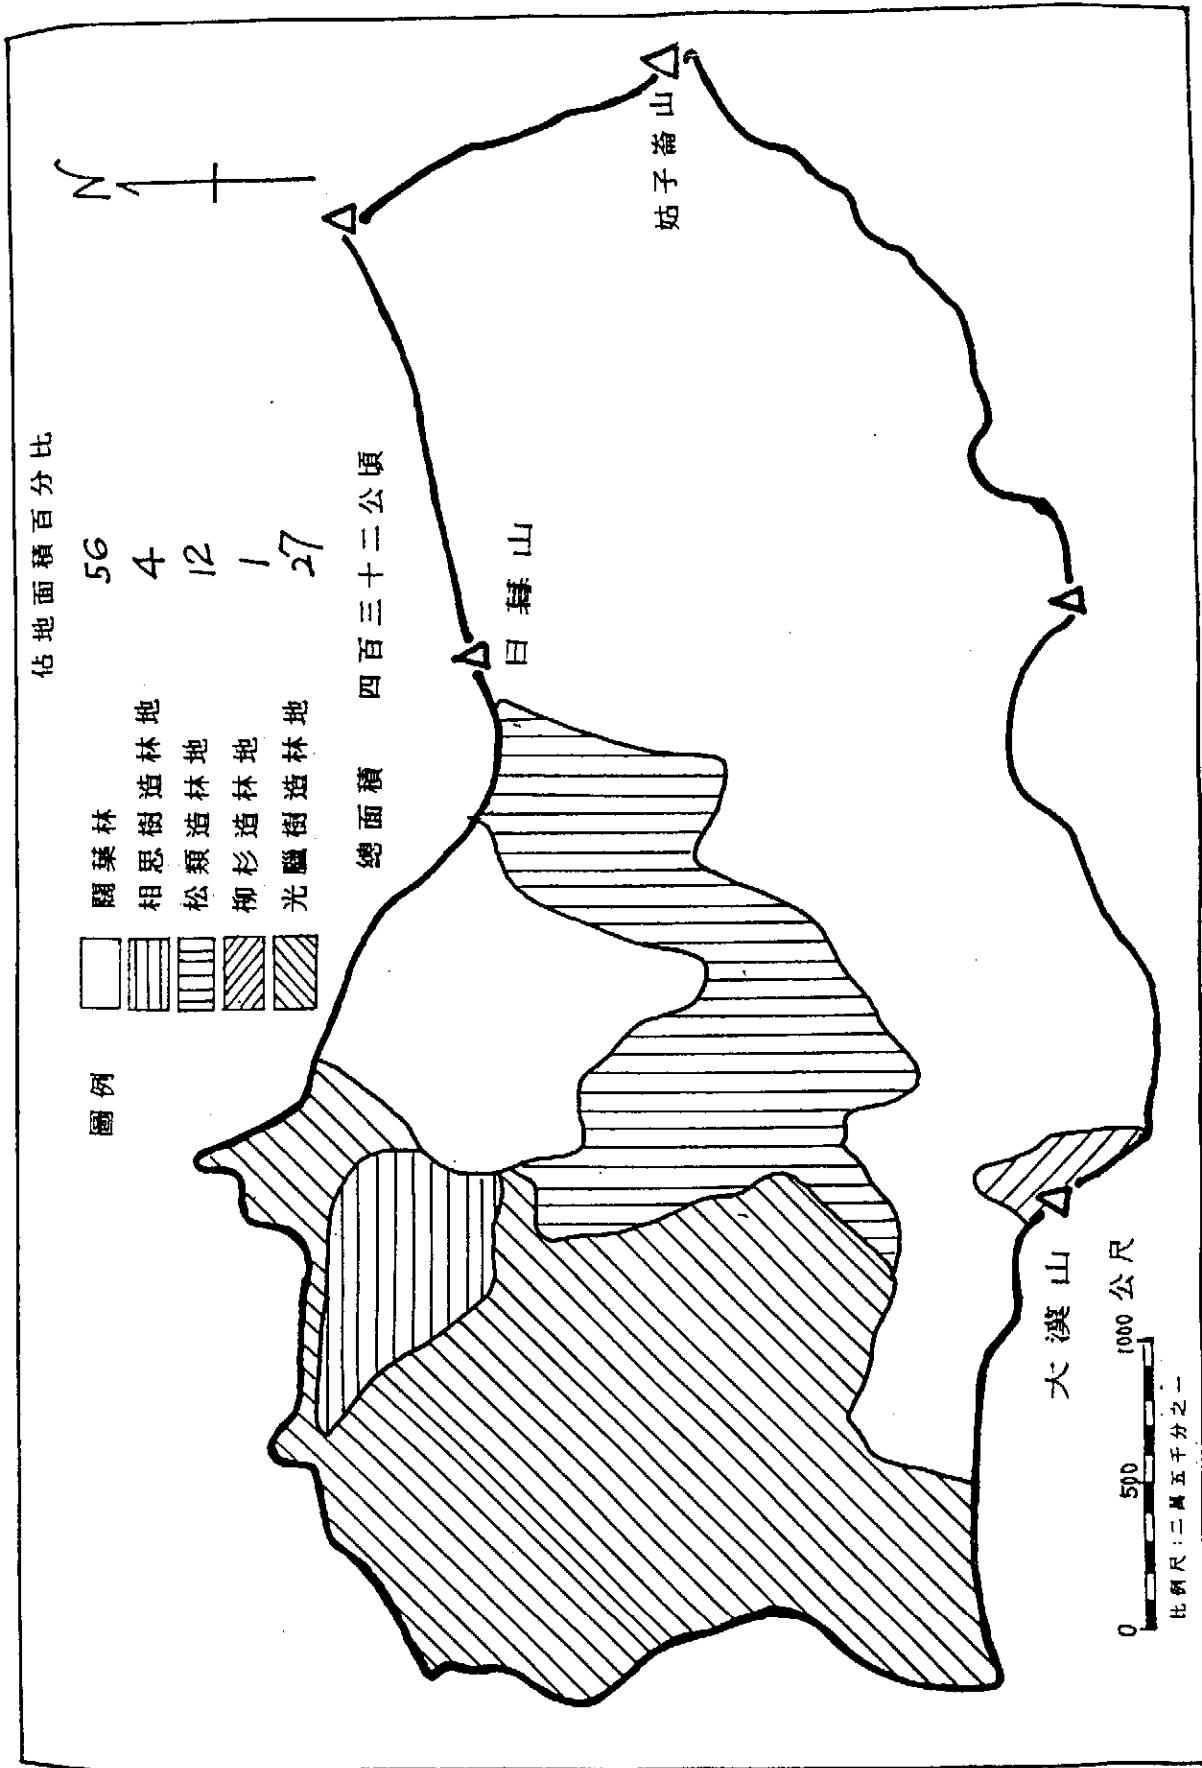 N
佔地面積百分比
圖例
闊葉林 56
相思樹造林地 4
松類造林地 12
柳杉造林地 1
光臘樹造林地 27
總面積 四百三十二公頃
姑子崙山
日暮山
大漢山
0 500 1000 公尺
比例尺：二萬五千分之一